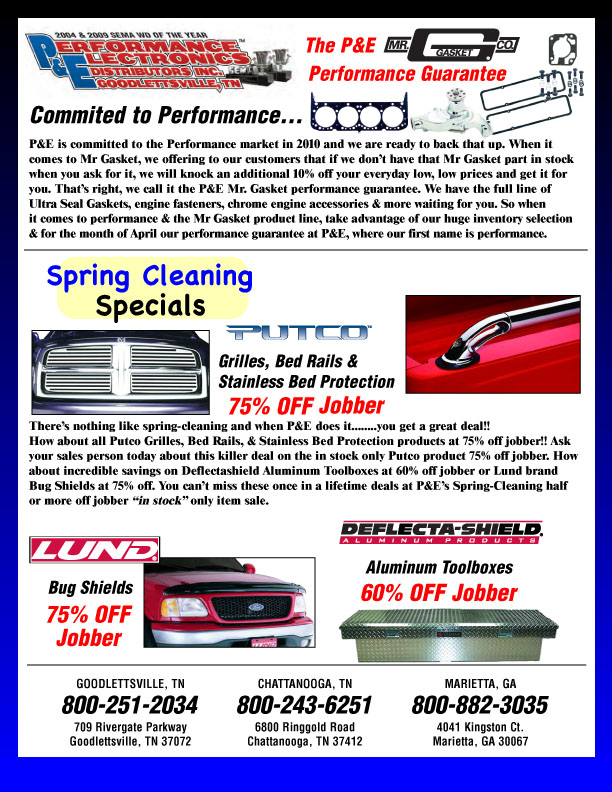 2004 & 2009 SEMA WD OF THE YEAR
PERFORMANCE
P&E ELECTRONICS
DISTRIBUTORS INC.
GOODLETTSVILLE, TN
The P&E MR. GASKET CO.
Performance Guarantee
Commited to Performance...
P&E is committed to the Performance market in 2010 and we are ready to back that up. When it
comes to Mr Gasket, we offering to our customers that if we don't have that Mr Gasket part in stock
when you ask for it, we will knock an additional 10% off your everyday low, low prices and get it for
you. That's right, we call it the P&E Mr. Gasket performance guarantee. We have the full line of
Ultra Seal Gaskets, engine fasteners, chrome engine accessories & more waiting for you. So when
it comes to performance & the Mr Gasket product line, take advantage of our huge inventory selection
& for the month of April our performance guarantee at P&E, where our first name is performance.
Spring Cleaning
Specials
PUTCO
Grilles, Bed Rails &
Stainless Bed Protection
75% OFF Jobber
There's nothing like spring-cleaning and when P&E does it........you get a great deal!!
How about all Putco Grilles, Bed Rails, & Stainless Bed Protection products at 75% off jobber!! Ask
your sales person today about this killer deal on the in stock only Putco product 75% off jobber. How
about incredible savings on Deflectashield Aluminum Toolboxes at 60% off jobber or Lund brand
Bug Shields at 75% off. You can't miss these once in a lifetime deals at P&E's Spring-Cleaning half
or more off jobber "in stock" only item sale.
LUND
Bug Shields
75% OFF
Jobber
Ford
LUND
DEFLECTA-SHIELD
ALUMINUM PRODUCTS
Aluminum Toolboxes
60% OFF Jobber
GOODLETTSVILLE, TN
800-251-2034
709 Rivergate Parkway
Goodlettsville, TN 37072
CHATTANOOGA, TN
800-243-6251
6800 Ringgold Road
Chattanooga, TN 37412
MARIETTA, GA
800-882-3035
4041 Kingston Ct.
Marietta, GA 30067